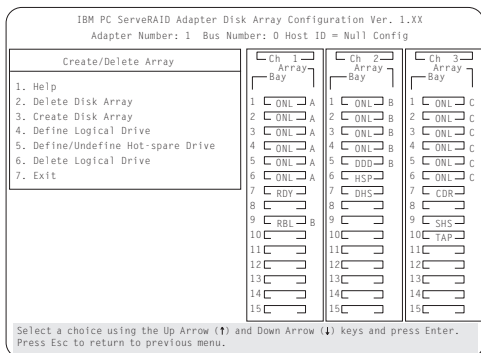 IBM PC ServeRAID Adapter Disk Array Configuration Ver. 1.XX
Adapter Number: 1 Bus Number: 0 Host ID = Null Config
Create/Delete Array
1. Help
2. Delete Disk Array
3. Create Disk Array
4. Define Logical Drive
5. Define/Undefine Hot-spare Drive
6. Delete Logical Drive
7. Exit
Ch 1
Array
Bay
1 ONL A
2 ONL A
3 ONL A
4 ONL A
5 ONL A
6 ONL A
7 RDY
8
9 RBL B
10
11
12
13
14
15
Ch 2
Array
Bay
1 ONL B
2 ONL B
3 ONL B
4 ONL B
5 DDD B
6 HSP
7 DHS
8
9
10
11
12
13
14
15
Ch 3
Array
Bay
1 ONL C
2 ONL C
3 ONL C
4 ONL C
5 ONL C
6 ONL C
7 CDR
8
9 SHS
10 TAP
11
12
13
14
15
Select a choice using the Up Arrow (↑) and Down Arrow (↓) keys and press Enter.
Press Esc to return to previous menu.